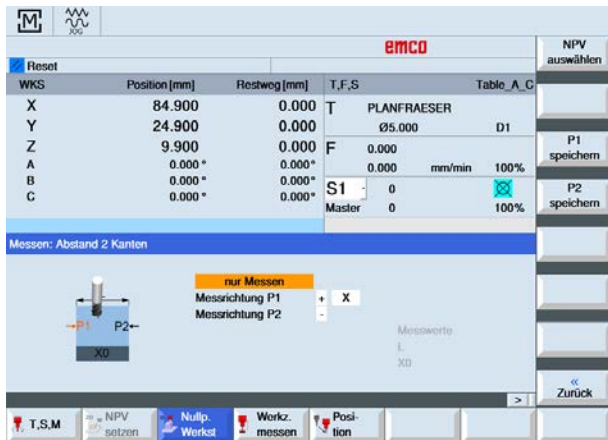 M
JOG
emco
NPV
auswählen
Reset
WKS Position [mm] Restweg [mm] T,F,S Table_A_C
X 84.900 0.000 T PLANFRAESER
Y 24.900 0.000 Ø5.000 D1
Z 9.900 0.000 F 0.000
A 0.000 ° 0.000° 0.000 mm/min 100%
B 0.000 ° 0.000° S1 0
C 0.000 ° 0.000° Master 0 100%
P1
speichern
P2
speichern
Messen: Abstand 2 Kanten
nur Messen
Messrichtung P1 + X
Messrichtung P2 -
P1 P2
X0
Messwerte
L
X0
«
Zurück
>
T,S,M
NPV
setzen
Nullp.
Werkst
Werkz.
messen
Posi-
tion